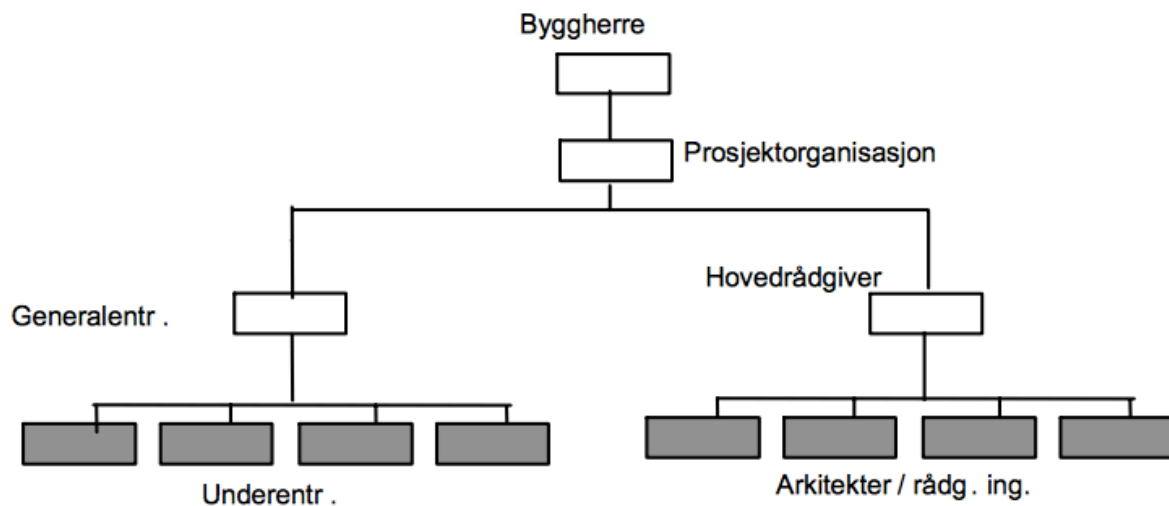 Byggherre
Prosjektorganisasjon
Hovedrådgiver
Generalentr .
Underentr .
Arkitekter / rådg . ing.